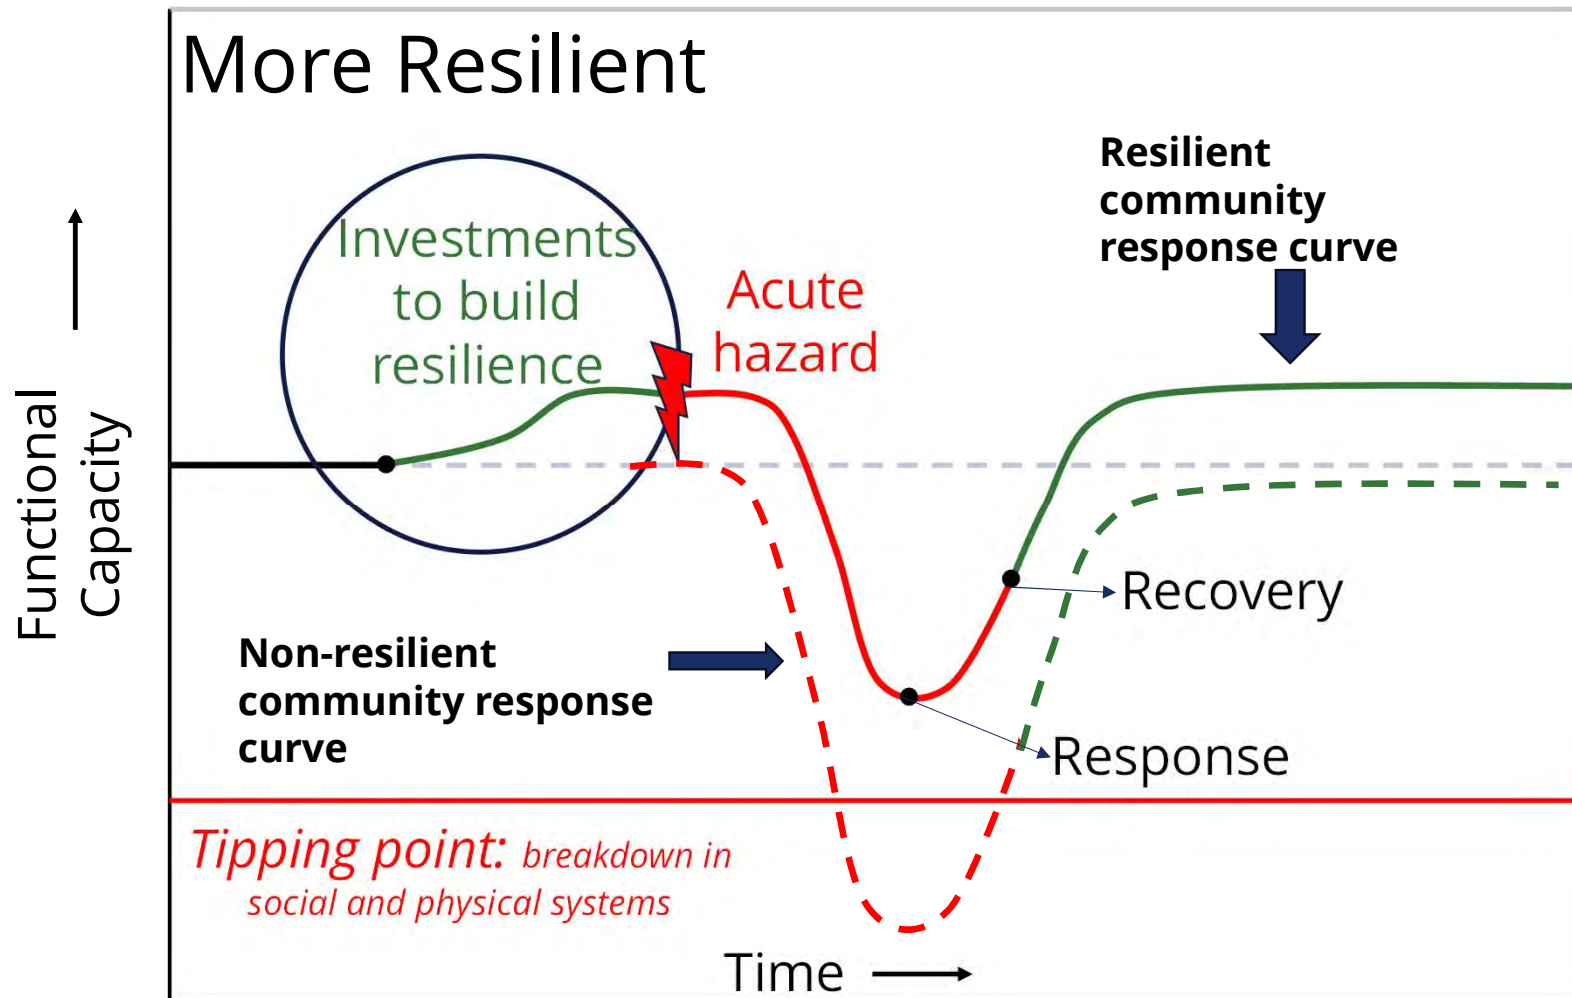 More Resilient
Resilient
community
response curve
Investments
to build
resilience
Acute
hazard
Functional
Capacity
Recovery
Non-resilient
community response
curve
Response
Tipping point: breakdown in
social and physical systems
Time